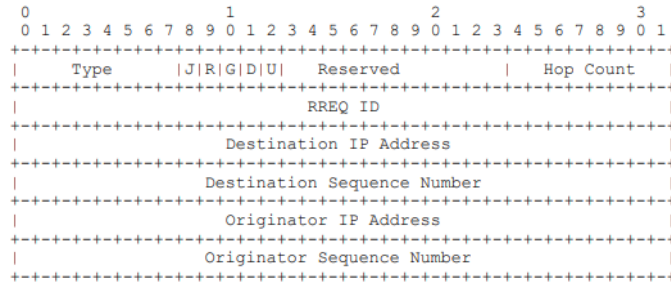 0                   1                   2                   3
 0 1 2 3 4 5 6 7 8 9 0 1 2 3 4 5 6 7 8 9 0 1 2 3 4 5 6 7 8 9 0 1
+-+-+-+-+-+-+-+-+-+-+-+-+-+-+-+-+-+-+-+-+-+-+-+-+-+-+-+-+-+-+-+-+
|     Type      |J|R|G|D|U|   Reserved          |   Hop Count   |
+-+-+-+-+-+-+-+-+-+-+-+-+-+-+-+-+-+-+-+-+-+-+-+-+-+-+-+-+-+-+-+-+
|                            RREQ ID                            |
+-+-+-+-+-+-+-+-+-+-+-+-+-+-+-+-+-+-+-+-+-+-+-+-+-+-+-+-+-+-+-+-+
|                    Destination IP Address                     |
+-+-+-+-+-+-+-+-+-+-+-+-+-+-+-+-+-+-+-+-+-+-+-+-+-+-+-+-+-+-+-+-+
|                  Destination Sequence Number                  |
+-+-+-+-+-+-+-+-+-+-+-+-+-+-+-+-+-+-+-+-+-+-+-+-+-+-+-+-+-+-+-+-+
|                    Originator IP Address                      |
+-+-+-+-+-+-+-+-+-+-+-+-+-+-+-+-+-+-+-+-+-+-+-+-+-+-+-+-+-+-+-+-+
|                  Originator Sequence Number                   |
+-+-+-+-+-+-+-+-+-+-+-+-+-+-+-+-+-+-+-+-+-+-+-+-+-+-+-+-+-+-+-+-+